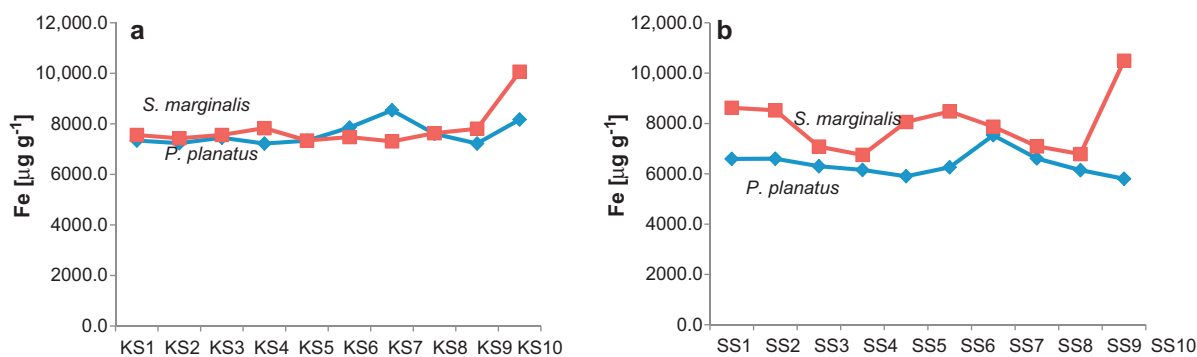 a
Fe [µg g-1]
12,000.0
10,000.0
8000.0
6000.0
4000.0
2000.0
0.0
S. marginalis
P. planatus
KS1 KS2 KS3 KS4 KS5 KS6 KS7 KS8 KS9 KS10
b
Fe [µg g-1]
12,000.0
10,000.0
8000.0
6000.0
4000.0
2000.0
0.0
S. marginalis
P. planatus
SS1 SS2 SS3 SS4 SS5 SS6 SS7 SS8 SS9 SS10